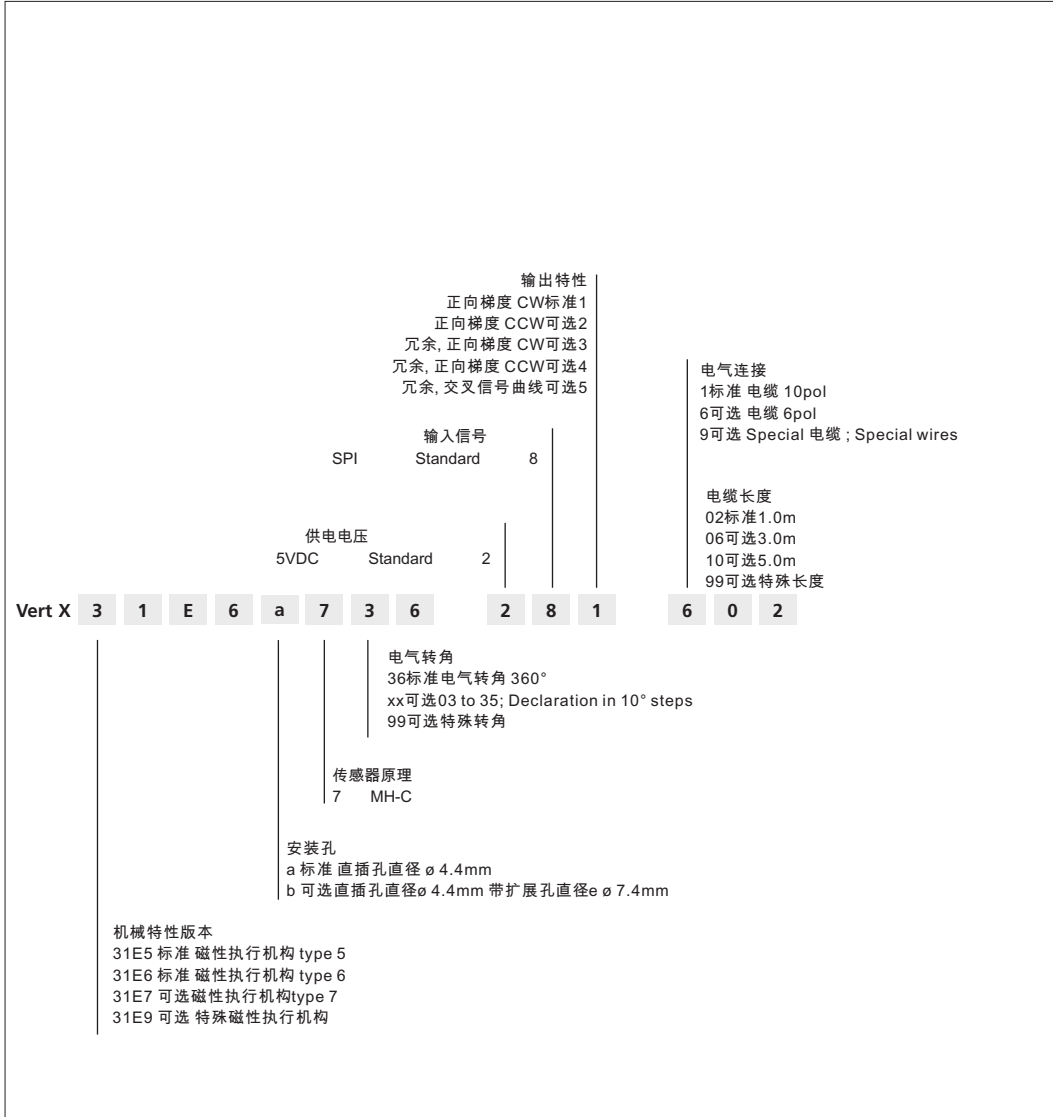 输出特性
正向梯度 CW标准1
正向梯度 CCW可选2
冗余, 正向梯度 CW可选3
冗余, 正向梯度 CCW可选4
冗余, 交叉信号曲线可选5
电气连接
1标准 电缆 10pol
6可选 电缆 6pol
9可选 Special 电缆 ; Special wires
输入信号
SPI Standard 8
电缆长度
02标准1.0m
06可选3.0m
10可选5.0m
99可选特殊长度
供电电压
5VDC Standard 2
Vert X 3 1 E 6 a 7 3 6 2 8 1 6 0 2
电气转角
36标准电气转角 360°
xx可选03 to 35; Declaration in 10° steps
99可选特殊转角
传感器原理
7 MH-C
安装孔
a 标准 直插孔直径 ø 4.4mm
b 可选直插孔直径ø 4.4mm 带扩展孔直径e ø 7.4mm
机械特性版本
31E5 标准 磁性执行机构 type 5
31E6 标准 磁性执行机构 type 6
31E7 可选磁性执行机构type 7
31E9 可选 特殊磁性执行机构